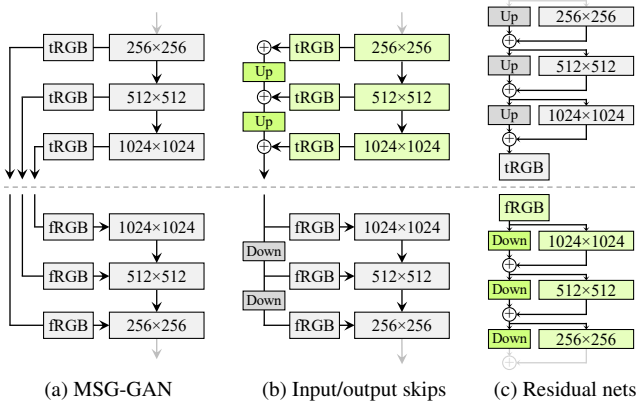 tRGB 256×256
tRGB 512×512
tRGB 1024×1024
fRGB 1024×1024
fRGB 512×512
fRGB 256×256
(a) MSG-GAN
tRGB 256×256
Up
tRGB 512×512
Up
tRGB 1024×1024
fRGB 1024×1024
Down
fRGB 512×512
Down
fRGB 256×256
(b) Input/output skips
Up 256×256
Up 512×512
Up 1024×1024
tRGB
fRGB
Down 1024×1024
Down 512×512
Down 256×256
(c) Residual nets